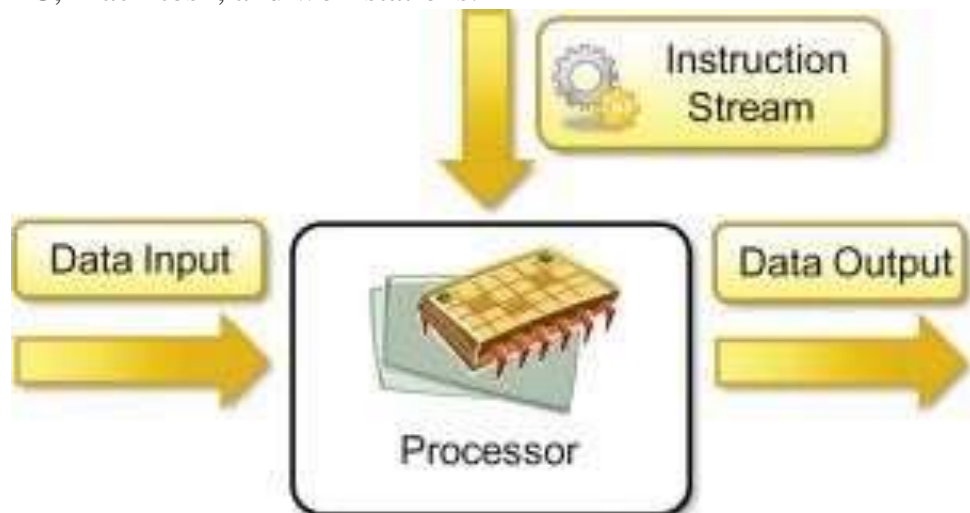 Instruction
Stream
Data Input
Data Output
Processor